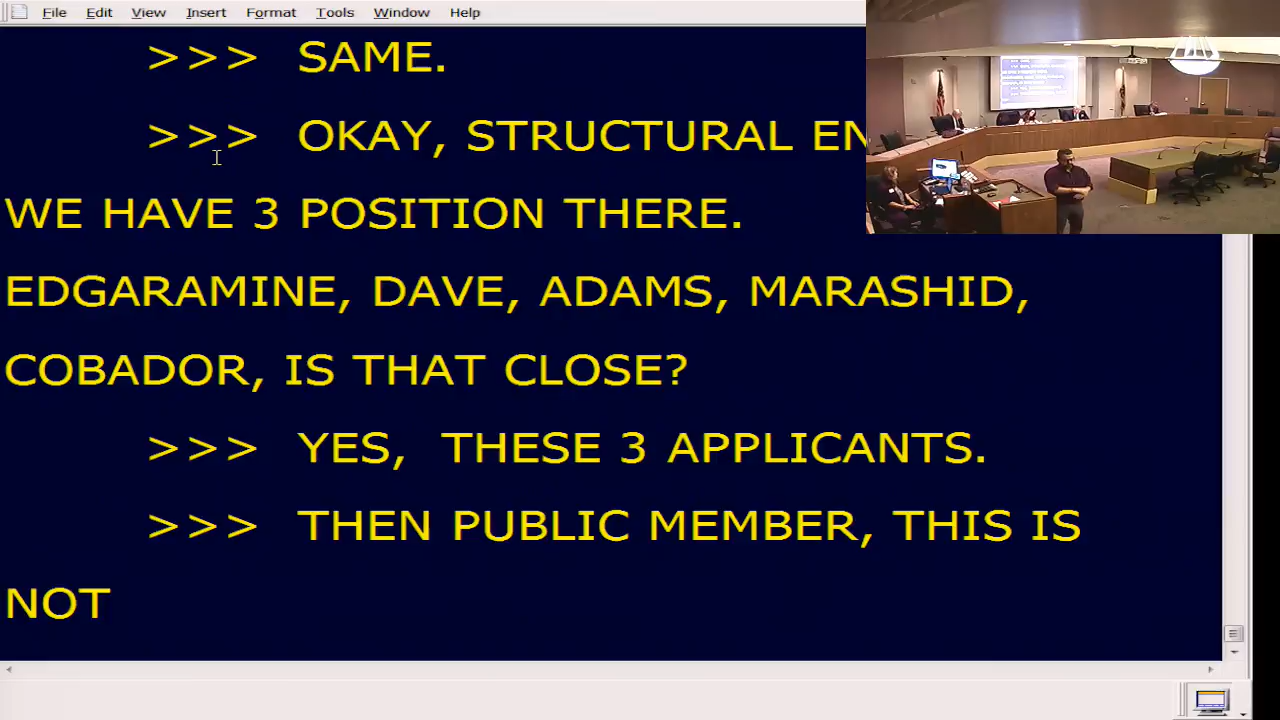 File Edit View Insert Format Tools Window Help
>>> SAME.
>>> OKAY, STRUCTURAL
WE HAVE 3 POSITION THERE.
EDGARAMINE, DAVE, ADAMS, MARASHID,
COBADOR, IS THAT CLOSE?
>>> YES, THESE 3 APPLICANTS.
>>> THEN PUBLIC MEMBER, THIS IS
NOT